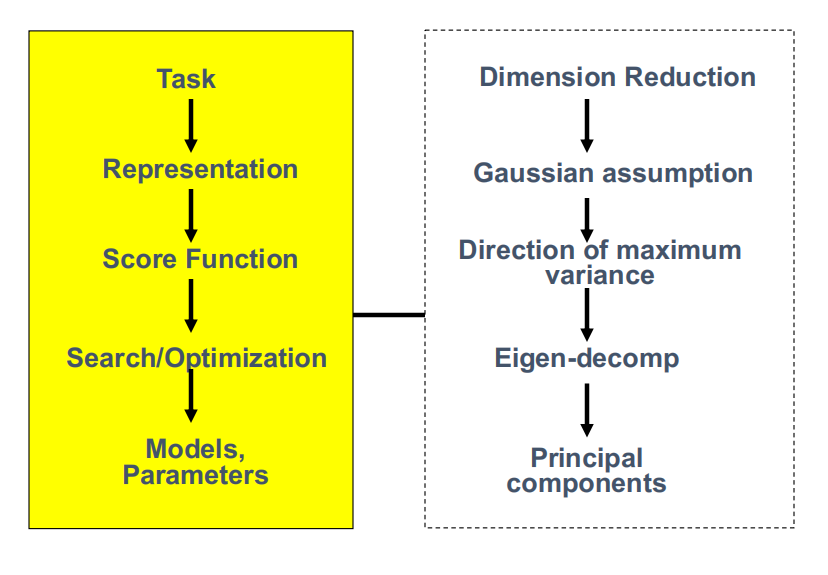 Task
Representation
Score Function
Search/Optimization
Models,
Parameters
Dimension Reduction
Gaussian assumption
Direction of maximum
variance
Eigen-decomp
Principal
components